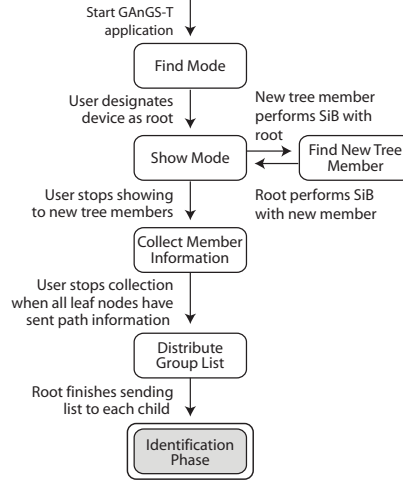 Start GAnGS-T
application
Find Mode
User designates
device as root
New tree member
performs SiB with
root
Show Mode
Find New Tree
Member
User stops showing
to new tree members
Root performs SiB
with new member
Collect Member
Information
User stops collection
when all leaf nodes have
sent path information
Distribute
Group List
Root finishes sending
list to each child
Identification
Phase